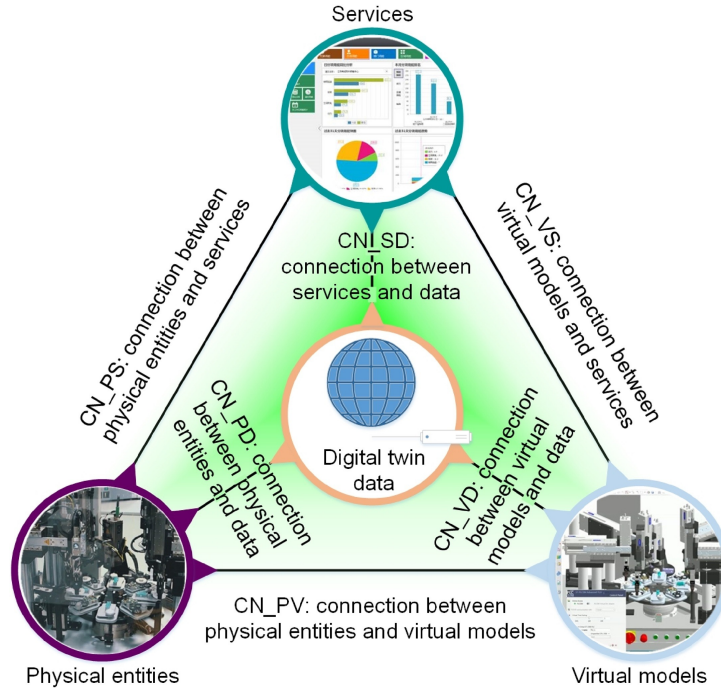 Services
CN_PS: connection between
physical entities and services
CN_SD:
connection between
services and data
CN_VS: connection between
virtual models and services
CN_PD: connection
between physical
entities and data
Digital twin
data
CN_VD: connection
between virtual
models and data
CN_PV: connection between
physical entities and virtual models
Physical entities
Virtual models